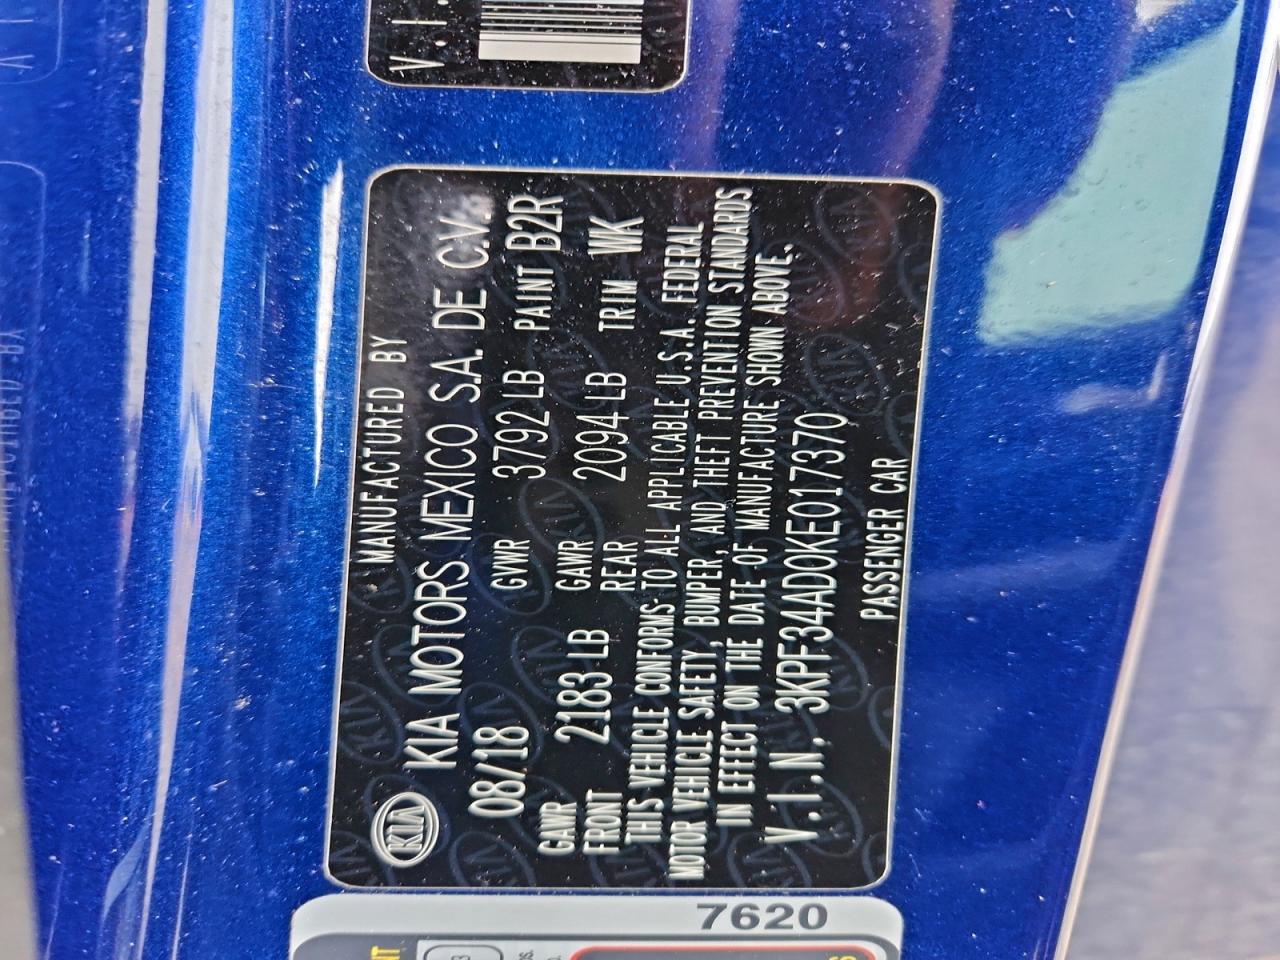 V.I.
MANUFACTURED BY
KIA
KIA MOTORS MEXICO S.A. DE C.V.
08/18 GVWR 3792 LB PAINT B2R
GAWR FRONT 2183 LB GAWR REAR 2094 LB TRIM WK
THIS VEHICLE CONFORMS TO ALL APPLICABLE U.S.A. FEDERAL
MOTOR VEHICLE SAFETY, BUMPER, AND THEFT PREVENTION STANDARDS
IN EFFECT ON THE DATE OF MANUFACTURE SHOWN ABOVE.
V.I.N. 3KPF34AD0KE017370
PASSENGER CAR
7620